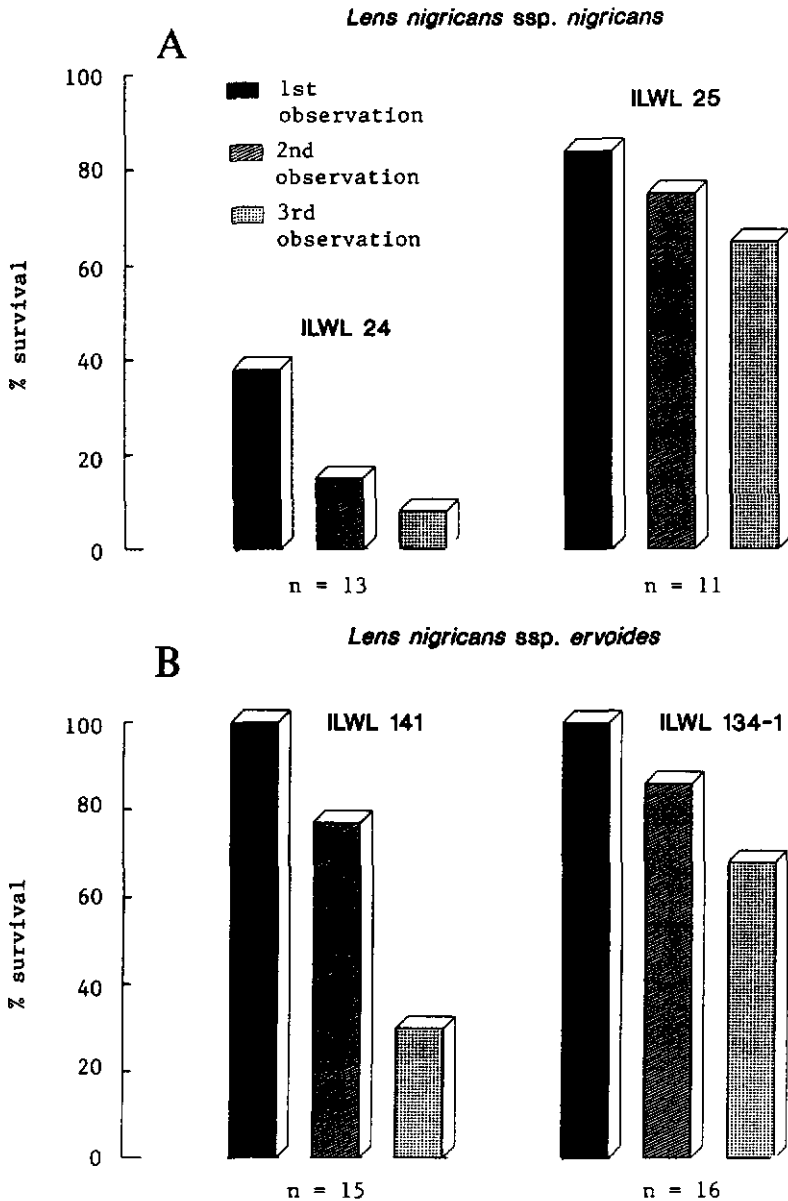 Lens nigricans ssp. nigricans
A
100
80
60
40
20
0
% survival
1st
observation
2nd
observation
3rd
observation
ILWL 24
ILWL 25
n = 13
n = 11
Lens nigricans ssp. ervoides
B
100
80
60
40
20
0
% survival
ILWL 141
ILWL 134-1
n = 15
n = 16